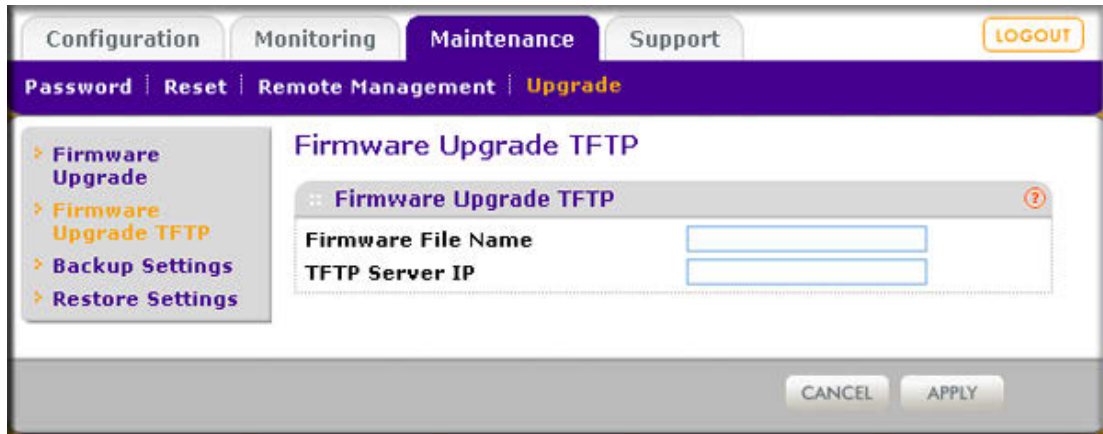 Configuration Monitoring Maintenance Support LOGOUT
Password Reset Remote Management Upgrade
Firmware
Upgrade
Firmware
Upgrade TFTP
Backup Settings
Restore Settings
Firmware Upgrade TFTP
Firmware Upgrade TFTP ?
Firmware File Name
TFTP Server IP
CANCEL APPLY